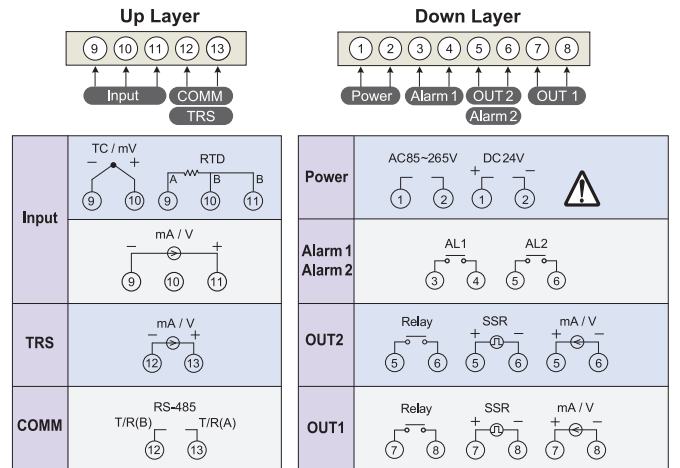 Up Layer
9 10 11 12 13
Input COMM
TRS
Input
TC / mV
− +
9 10
RTD
A B B
9 10 11
mA / V
− +
9 10 11
TRS
mA / V
− +
12 13
COMM
RS-485
T/R(B) T/R(A)
12 13
Down Layer
1 2 3 4 5 6 7 8
Power Alarm 1 OUT 2 OUT 1
Alarm 2
Power
AC85~265V DC24V
+ −
1 2 1 2
Alarm 1
Alarm 2
AL1 AL2
3 4 5 6
OUT2
Relay SSR mA / V
+ − + −
5 6 5 6 5 6
OUT1
Relay SSR mA / V
+ − + −
7 8 7 8 7 8